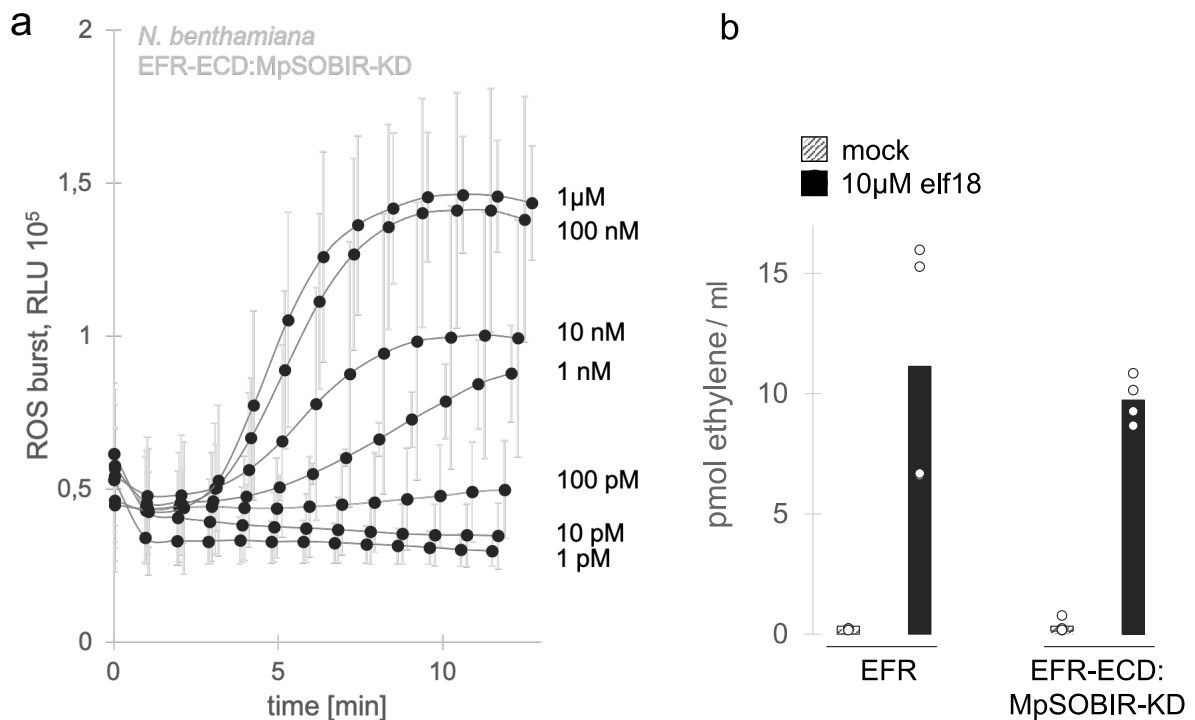 a
N. benthamiana
EFR-ECD:MpSOBIR-KD
ROS burst, RLU 10⁵
2
1,5
1
0,5
0
0
5
10
time [min]
1µM
100 nM
10 nM
1 nM
100 pM
10 pM
1 pM
b
mock
10µM elf18
pmol ethylene / ml
15
10
5
0
EFR
EFR-ECD:
MpSOBIR-KD